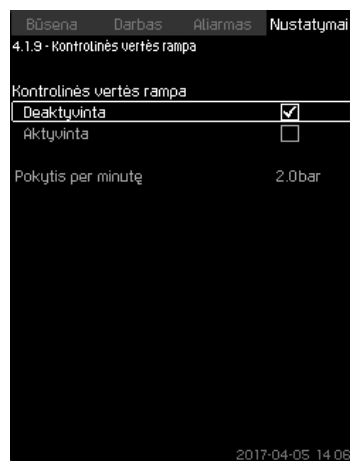 Būsena Darbas Aliarmas Nustatymai
4.1.9 - Kontrolinės vertės rampa
Kontrolinės vertės rampa
Deaktyvinta
Aktyvinta
Pokytis per minutę 2.0bar
2017-04-05 14:06